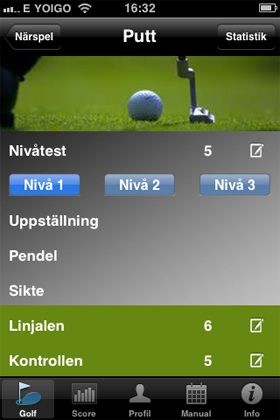 E YOIGO 16:32
Närspel Putt Statistik
Nivåtest 5
Nivå 1 Nivå 2 Nivå 3
Uppställning
Pendel
Sikte
Linjalen 6
Kontrollen 5
Golf Score Profil Manual Info